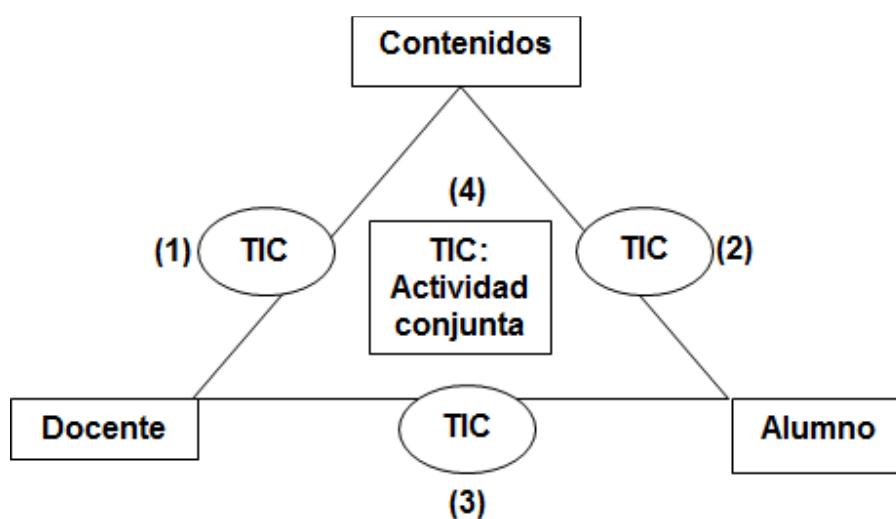 Contenidos
(4)
(1)
TIC
TIC:
Actividad
conjunta
TIC
(2)
Docente
TIC
Alumno
(3)